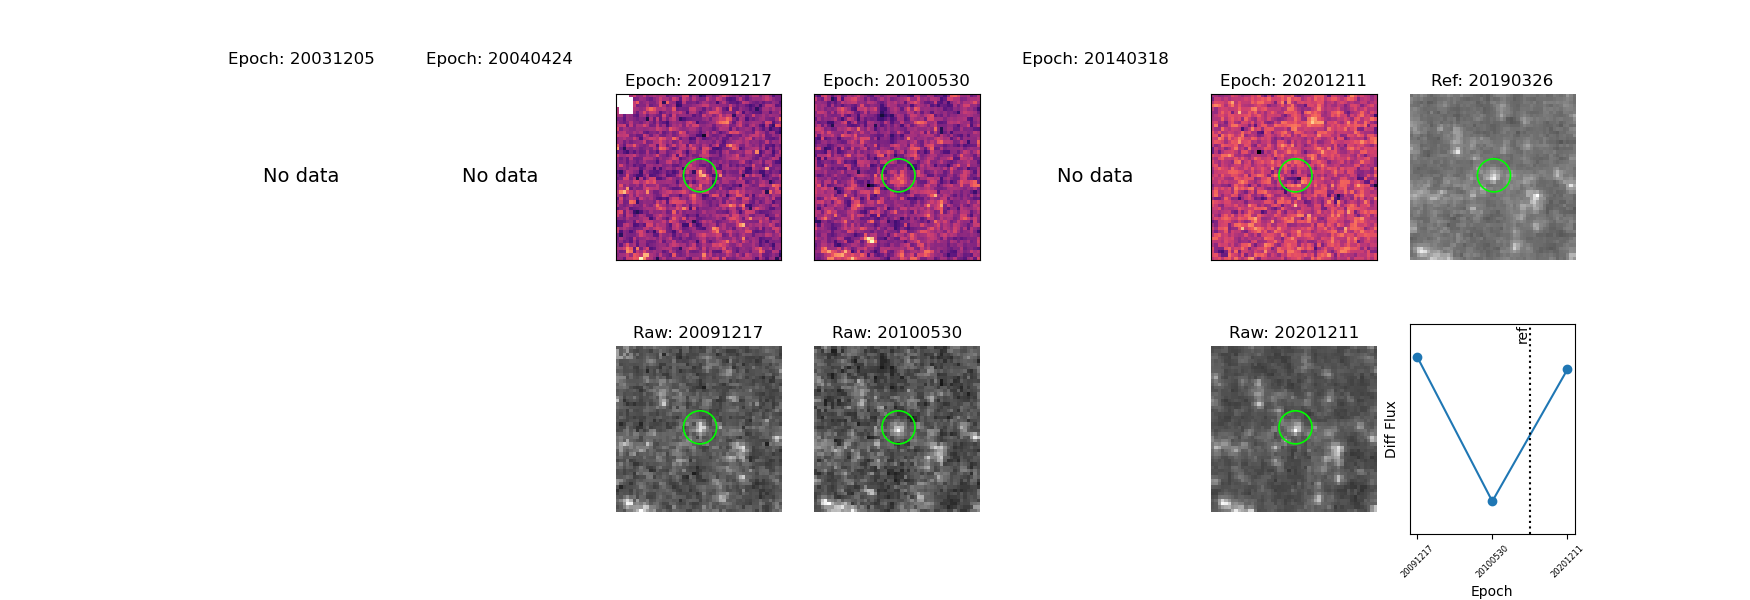 Epoch: 20031205
Epoch: 20040424
Epoch: 20091217
Epoch: 20100530
Epoch: 20140318
Epoch: 20201211
Ref: 20190326
No data
No data
No data
Raw: 20091217
Raw: 20100530
Raw: 20201211
ref
Diff Flux
20091217
20100530
20201211
Epoch